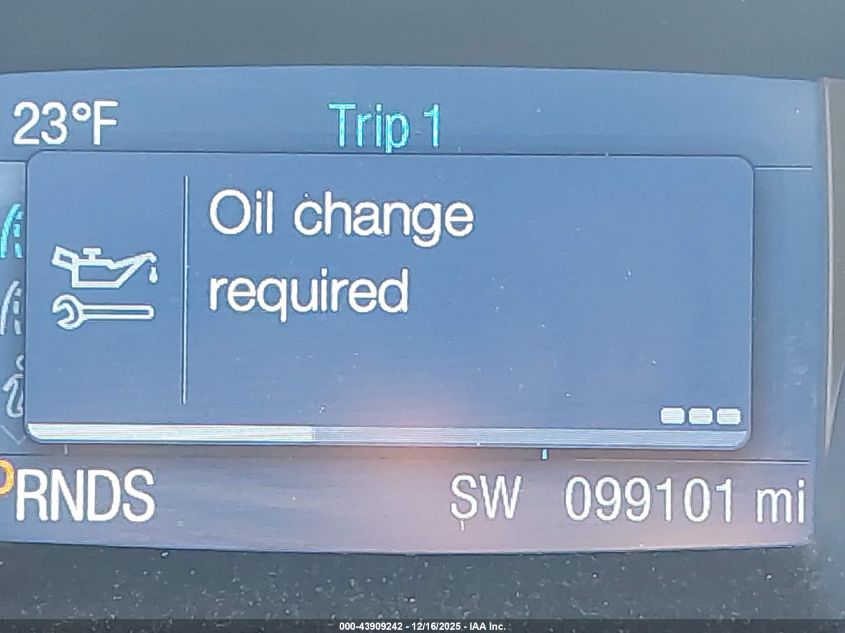 23°F Trip 1
Oil change
required
PRNDS SW 099101 mi
000-43909242 - 12/16/2025 - IAA Inc.